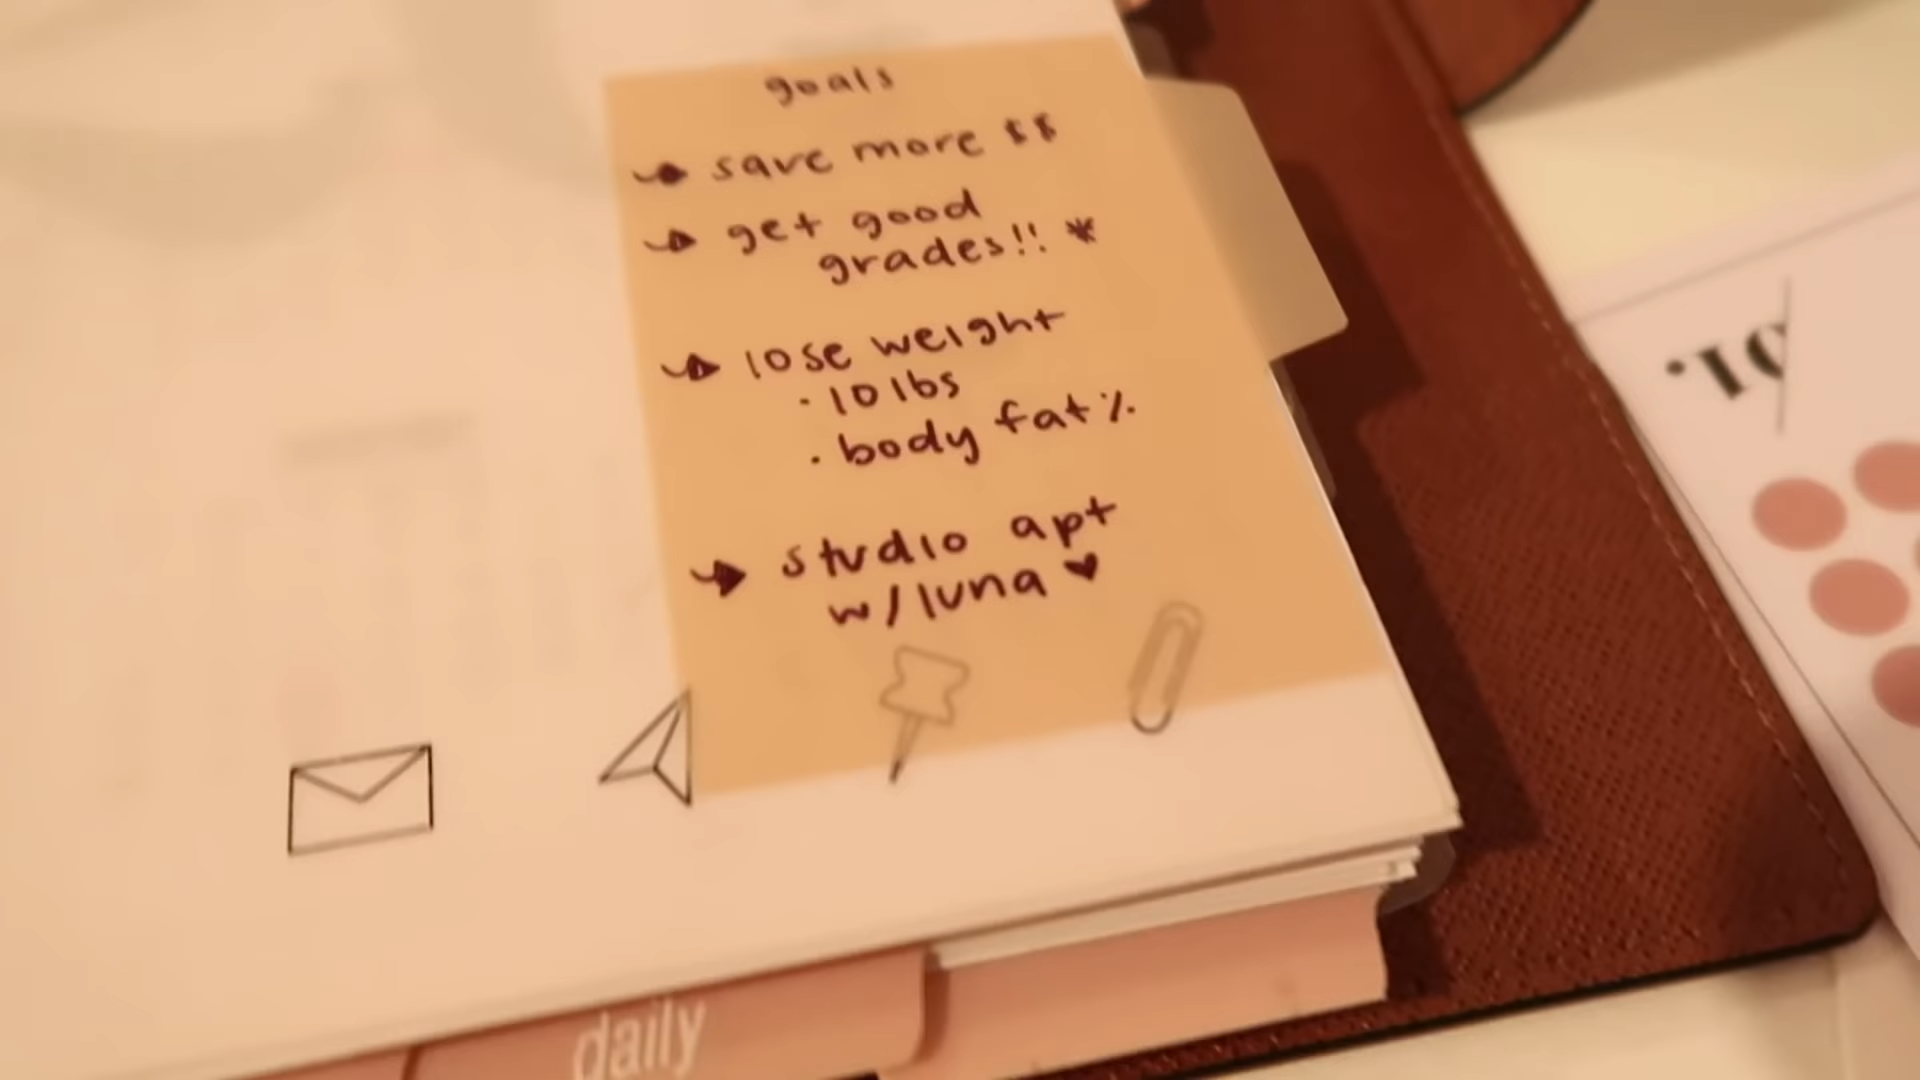 goals
save more $$
get good
grades!! *
lose weight
· 10 lbs
· body fat %
studio apt
w/ luna ♥
daily